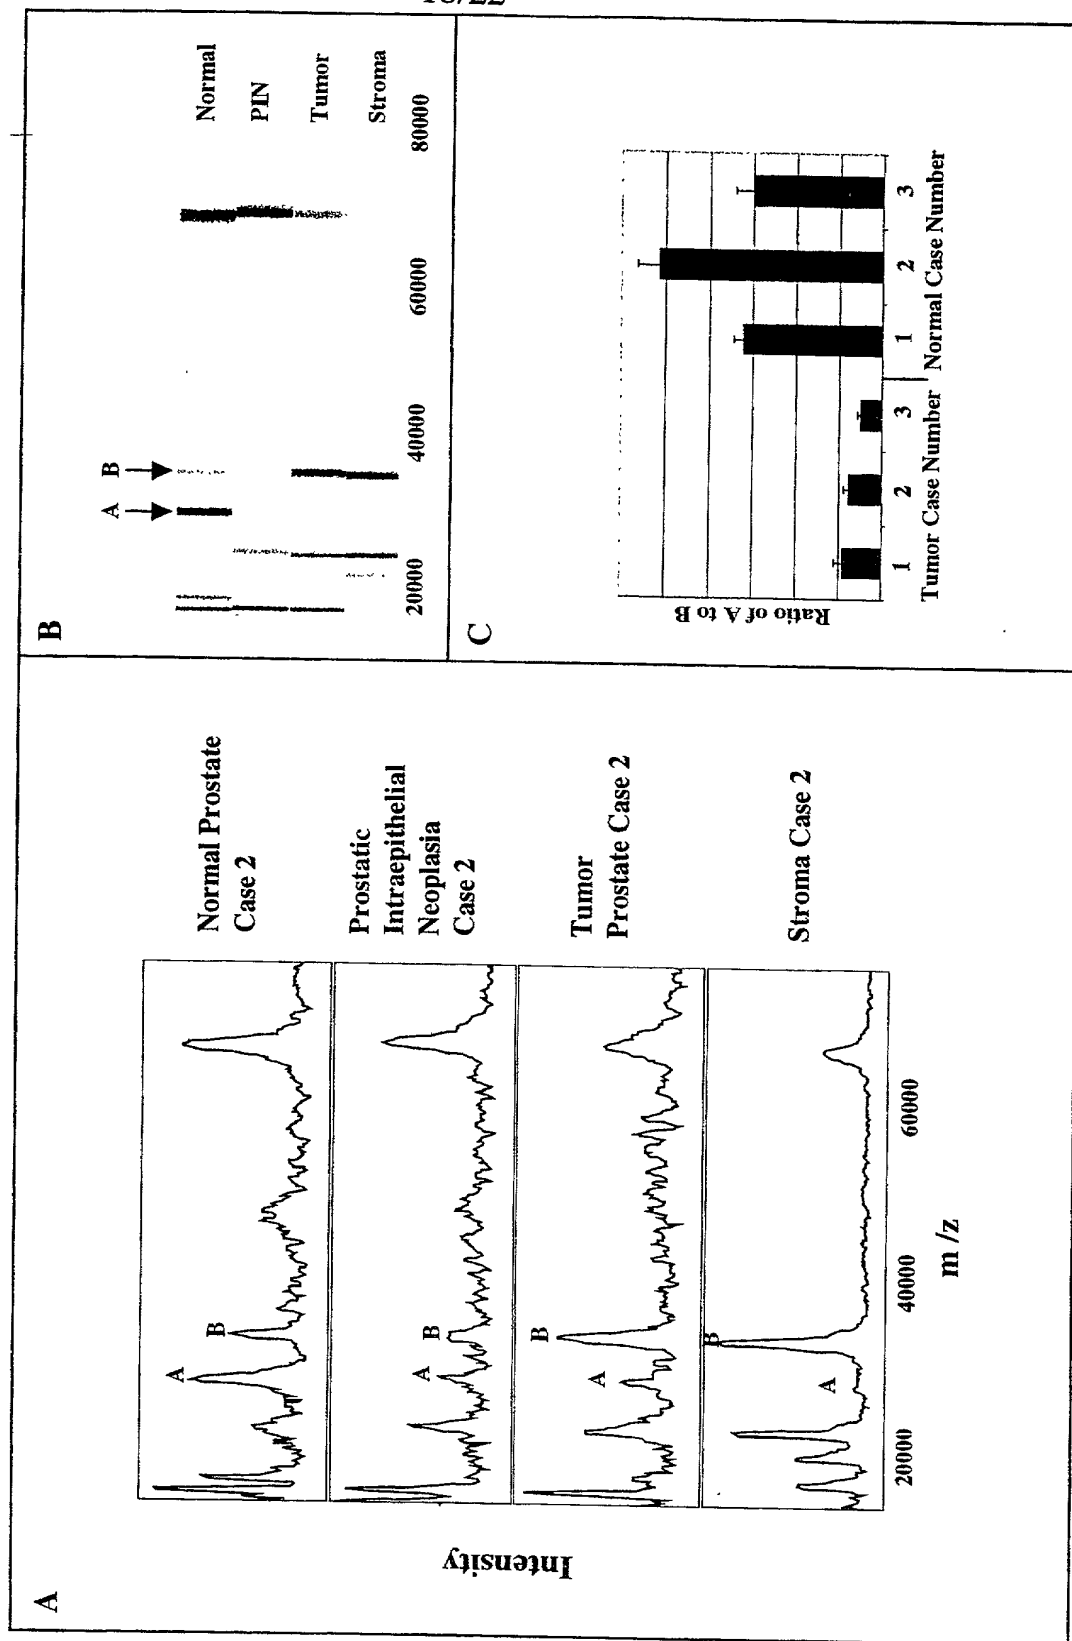 A
Intensity
Normal Prostate
Case 2
A
B
Prostatic
Intraepithelial
Neoplasia
Case 2
A
B
Tumor
Prostate Case 2
A
B
Stroma Case 2
A
B
20000
40000
60000
m /z
B
A
B
Normal
PIN
Tumor
Stroma
20000
40000
60000
80000
C
Ratio of A to B
1
2
3
1
2
3
Tumor Case Number
Normal Case Number